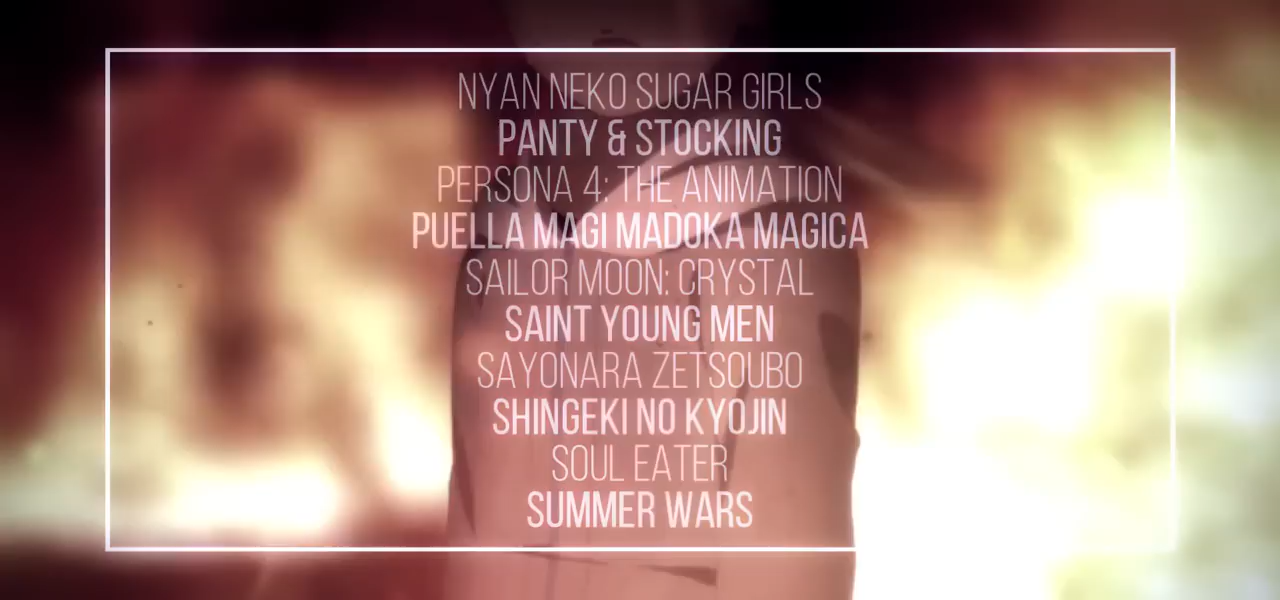 NYAN NEKO SUGAR GIRLS
PANTY & STOCKING
PERSONA 4: THE ANIMATION
PUELLA MAGI MADOKA MAGICA
SAILOR MOON: CRYSTAL
SAINT YOUNG MEN
SAYONARA ZETSOUBO
SHINGEKI NO KYOJIN
SOUL EATER
SUMMER WARS